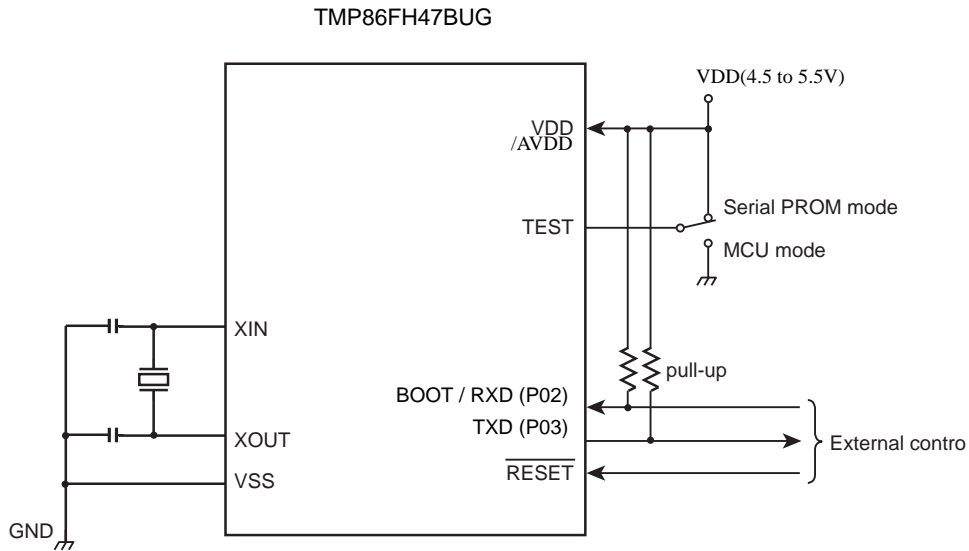 TMP86FH47BUG
VDD(4.5 to 5.5V)
VDD
/AVDD
Serial PROM mode
TEST
MCU mode
XIN
pull-up
BOOT / RXD (P02)
TXD (P03)
XOUT
External contro
RESET
VSS
GND